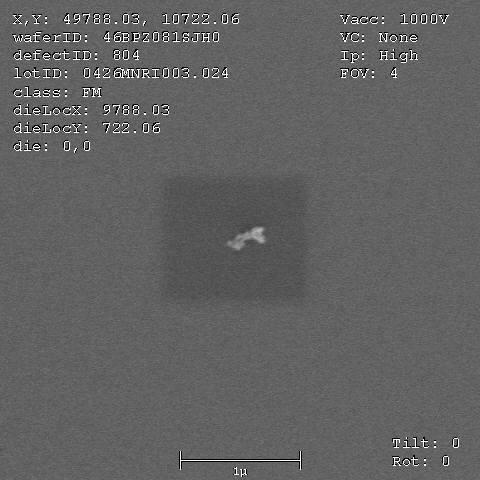 X,Y: 49788.03, 10722.06
waferID: 46BPZ081SJH0
defectID: 804
lotID: 0426MNRI003.024
class: FM
dieLocX: 9788.03
dieLocY: 722.06
die: 0,0
Vacc: 1000V
VC: None
Ip: High
FOV: 4
Tilt: 0
Rot: 0
1µ